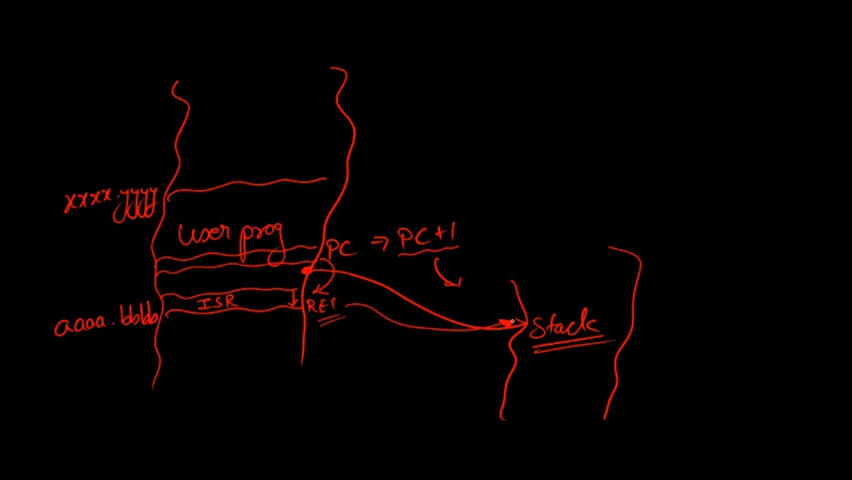 xxxx.yyyy
User prog
PC ⇒ PC+1
ISR
RET
aaaa.bbbb
Stack